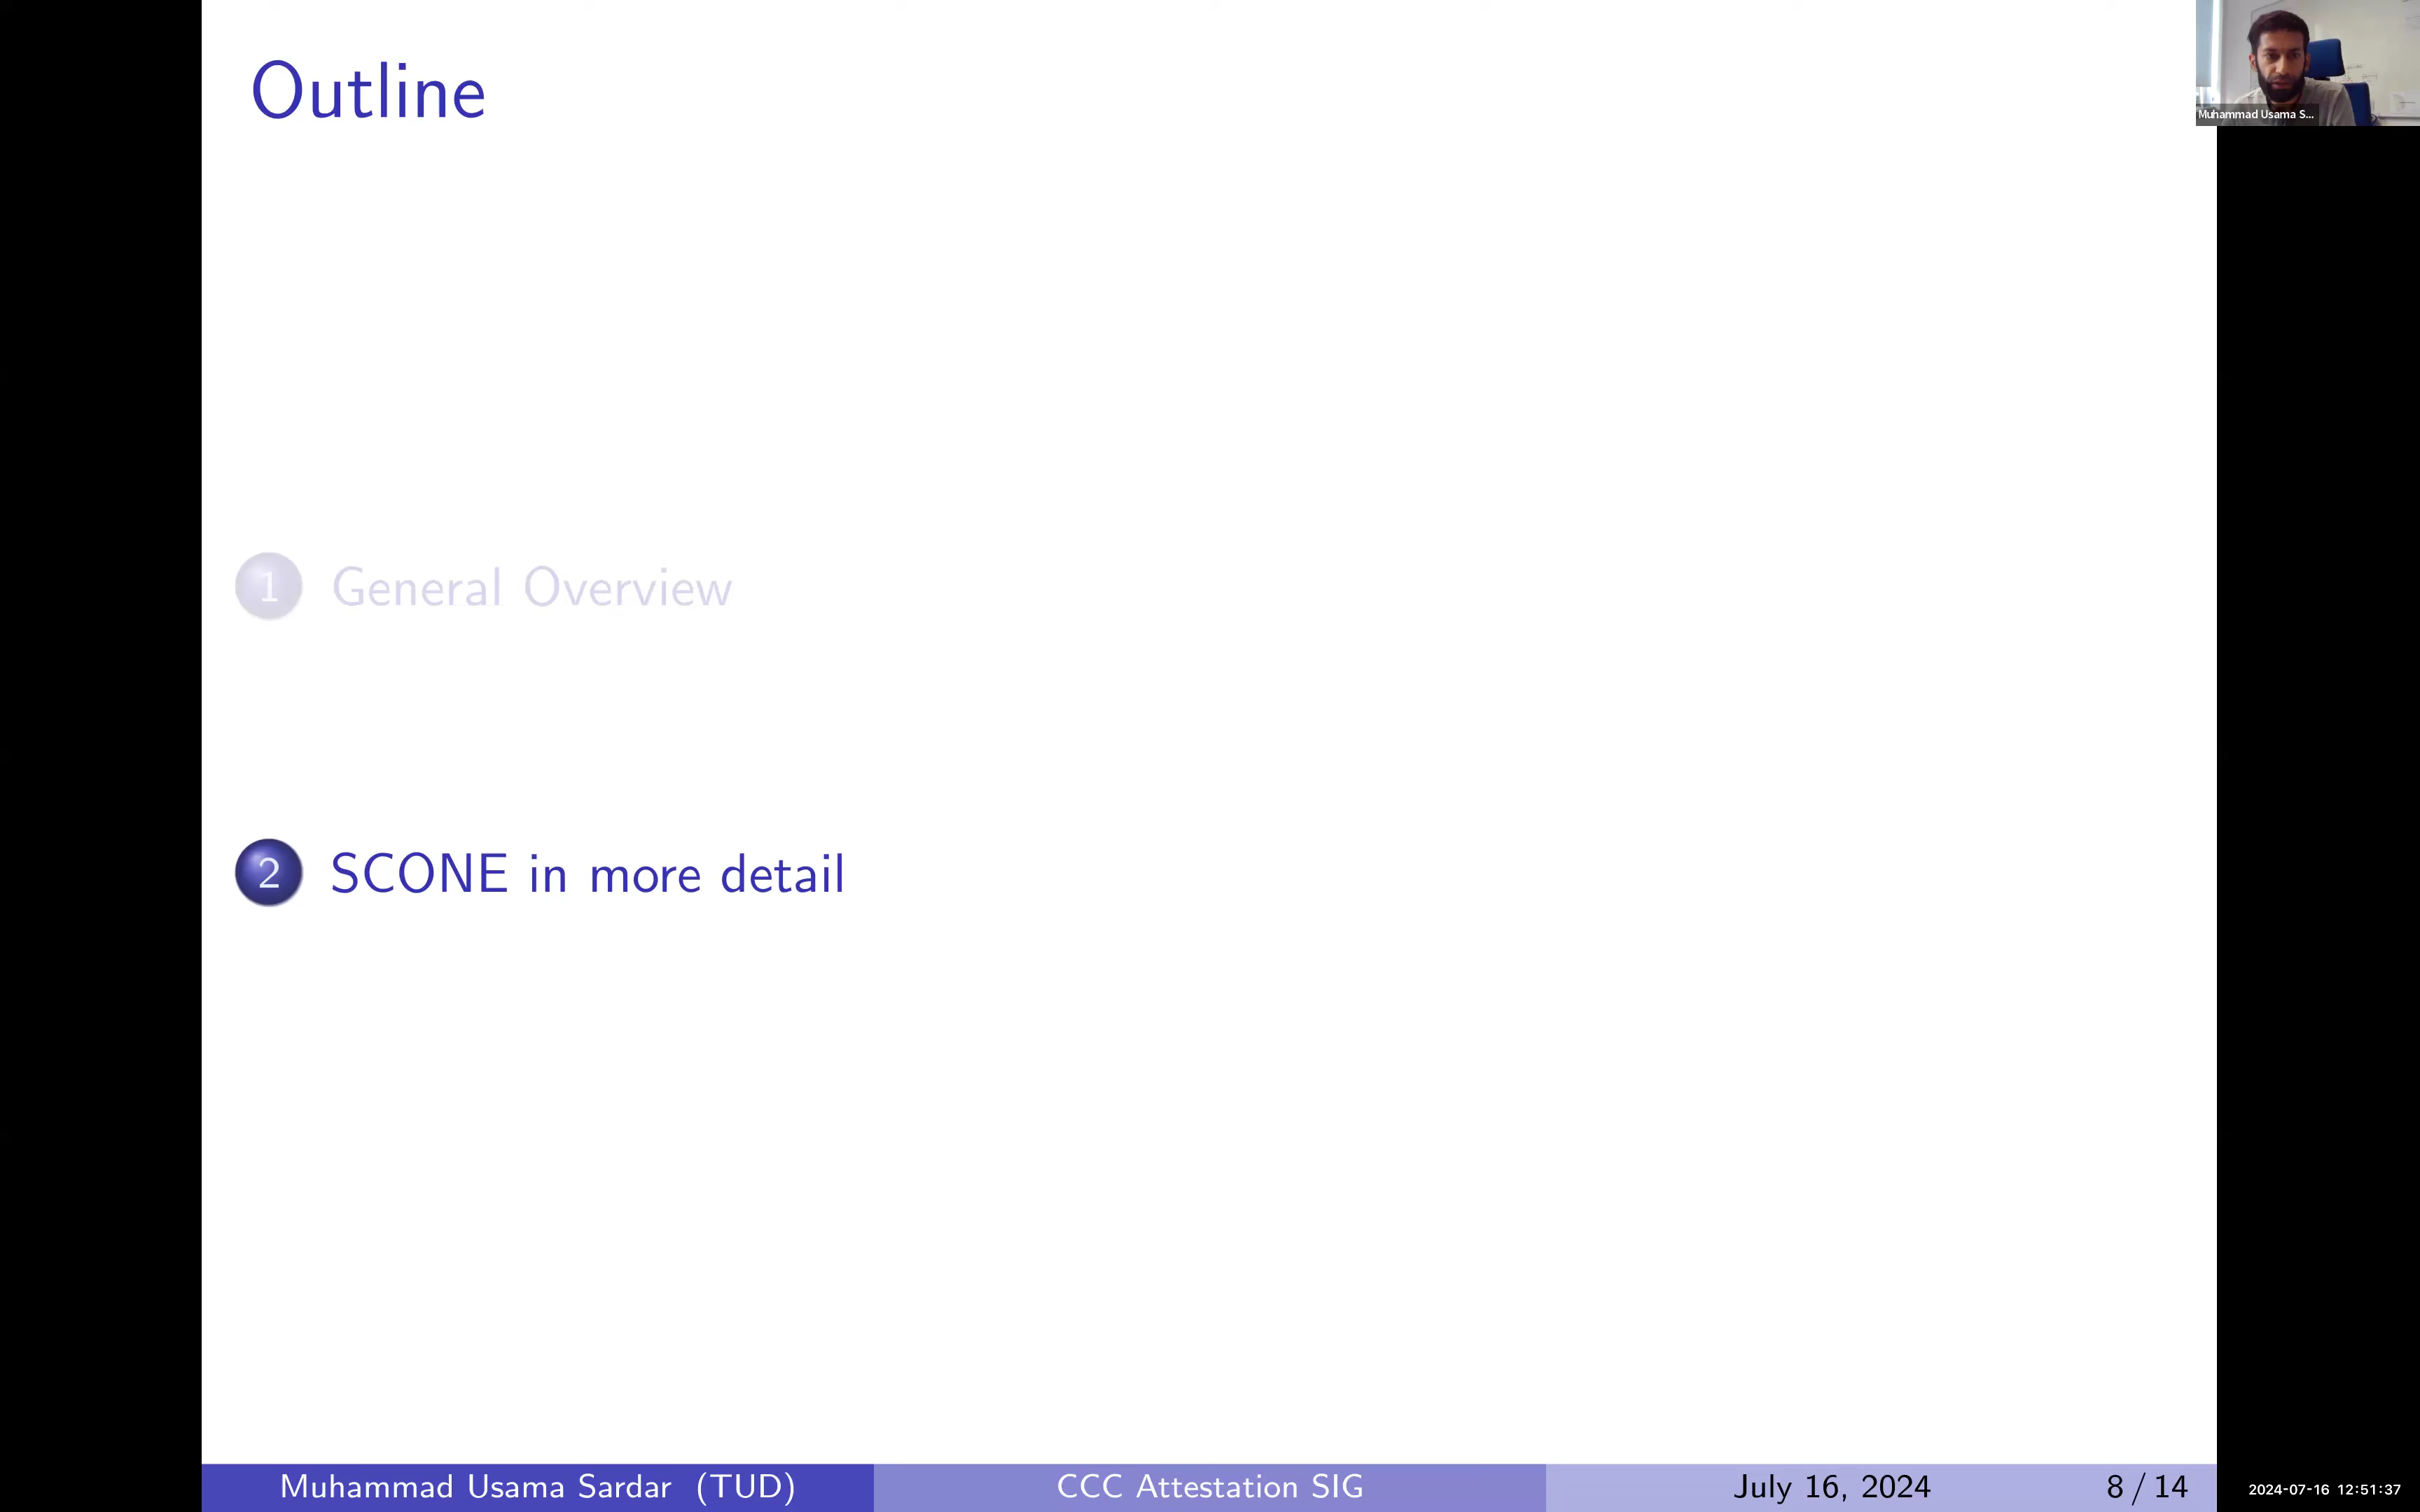 Outline
Muhammad Usama S...
1 General Overview
2 SCONE in more detail
Muhammad Usama Sardar (TUD) CCC Attestation SIG July 16, 2024 8 / 14
2024-07-16 12:51:37